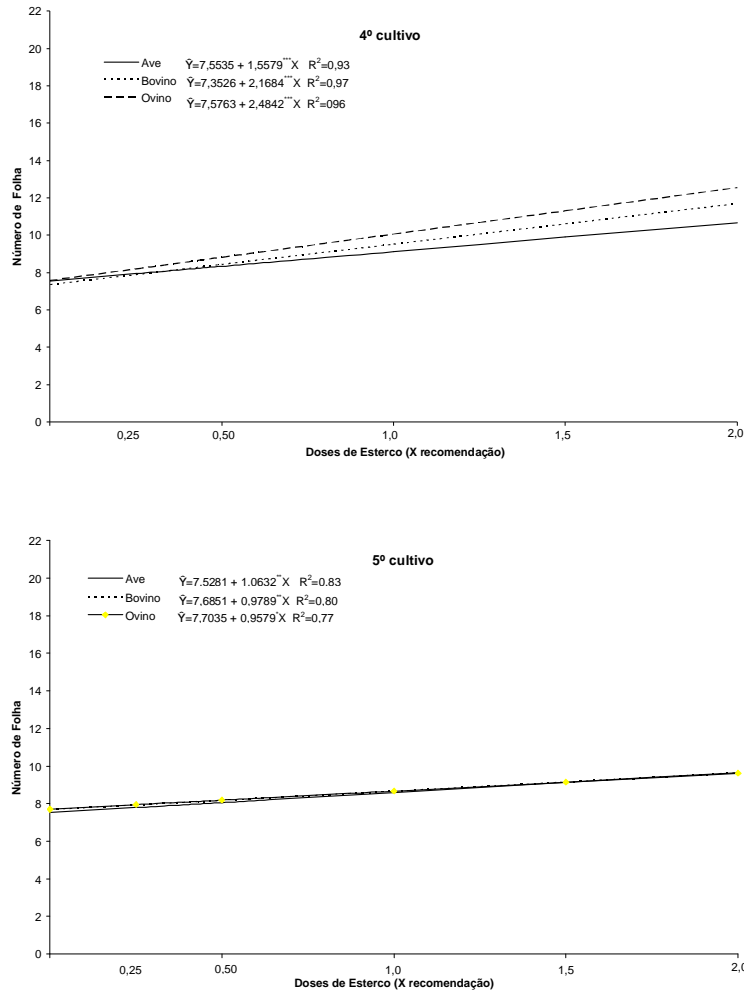 4º cultivo
Ave Ŷ=7,5535 + 1,5579***X R²=0,93
Bovino Ŷ=7,3526 + 2,1684***X R²=0,97
Ovino Ŷ=7,5763 + 2,4842***X R²=096
Número de Folha
22
20
18
16
14
12
10
8
6
4
2
0
0,25 0,50 1,0 1,5 2,0
Doses de Esterco (X recomendação)
5º cultivo
Ave Ŷ=7.5281 + 1.0632**X R²=0.83
Bovino Ŷ=7,6851 + 0,9789**X R²=0,80
Ovino Ŷ=7,7035 + 0,9579*X R²=0,77
Número de Folha
22
20
18
16
14
12
10
8
6
4
2
0
0,25 0,50 1,0 1,5 2,0
Doses de Esterco (X recomendação)